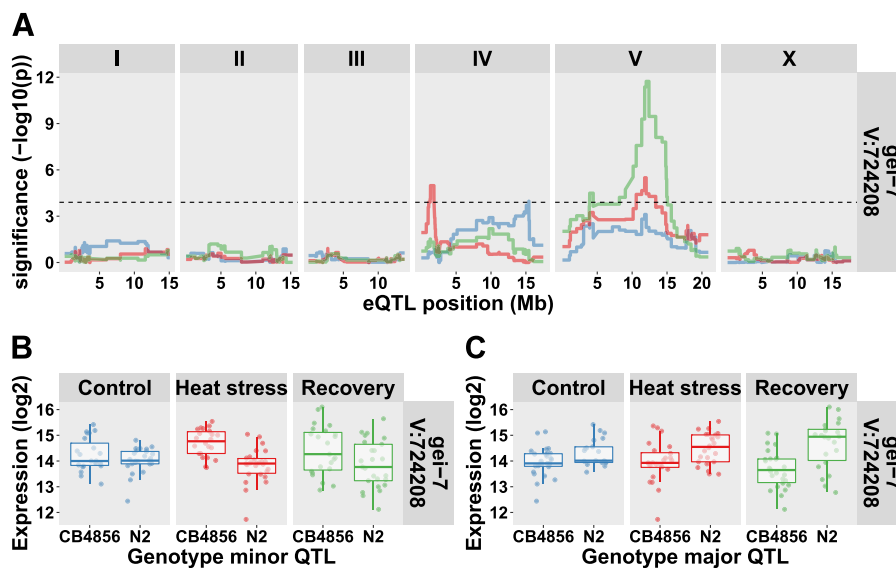 A
I II III IV V X
significance (−log10(p))
12
9
6
3
0
5 10 15 5 10 15 5 10 5 10 15 5 10 15 20 5 10 15
eQTL position (Mb)
gei−7
V:724208
B
Control Heat stress Recovery
Expression (log2)
16
15
14
13
12
CB4856 N2 CB4856 N2 CB4856 N2
Genotype minor QTL
gei−7
V:724208
C
Control Heat stress Recovery
Expression (log2)
16
15
14
13
12
CB4856 N2 CB4856 N2 CB4856 N2
Genotype major QTL
gei−7
V:724208